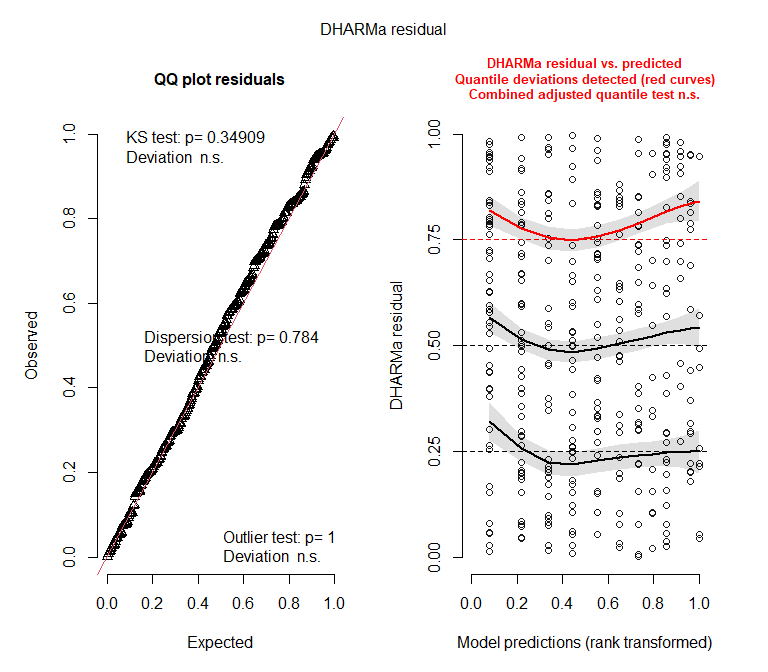 DHARMa residual
QQ plot residuals
KS test: p= 0.34909
Deviation n.s.
Dispersion test: p= 0.784
Deviation n.s.
Outlier test: p= 1
Deviation n.s.
Observed
0.0
0.2
0.4
0.6
0.8
1.0
0.0
0.2
0.4
0.6
0.8
1.0
Expected
DHARMa residual vs. predicted
Quantile deviations detected (red curves)
Combined adjusted quantile test n.s.
DHARMa residual
0.00
0.25
0.50
0.75
1.00
0.0
0.2
0.4
0.6
0.8
1.0
Model predictions (rank transformed)